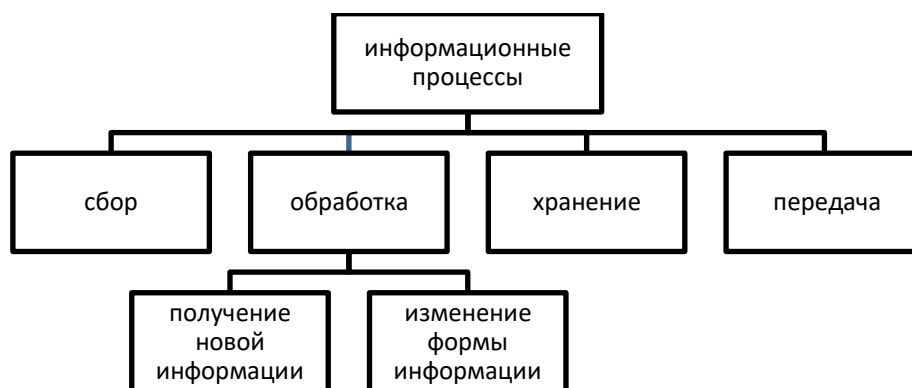 информационные
процессы
сбор
обработка
хранение
передача
получение
новой
информации
изменение
формы
информации